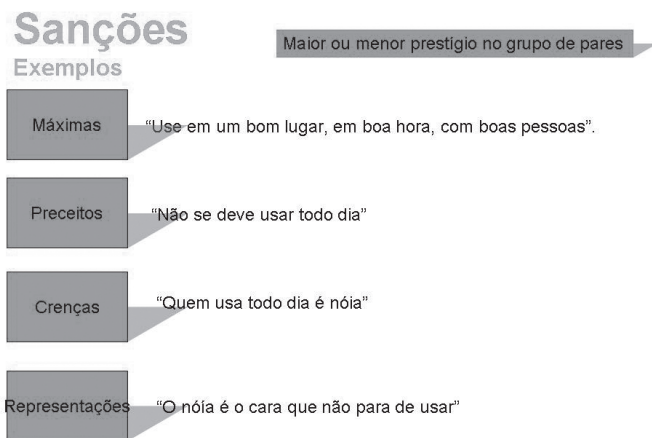 Sanções
Exemplos
Maior ou menor prestígio no grupo de pares
Máximas
“Use em um bom lugar, em boa hora, com boas pessoas”.
Preceitos
“Não se deve usar todo dia”
Crenças
“Quem usa todo dia é nóia”
Representações
“O nóía é o cara que não para de usar”